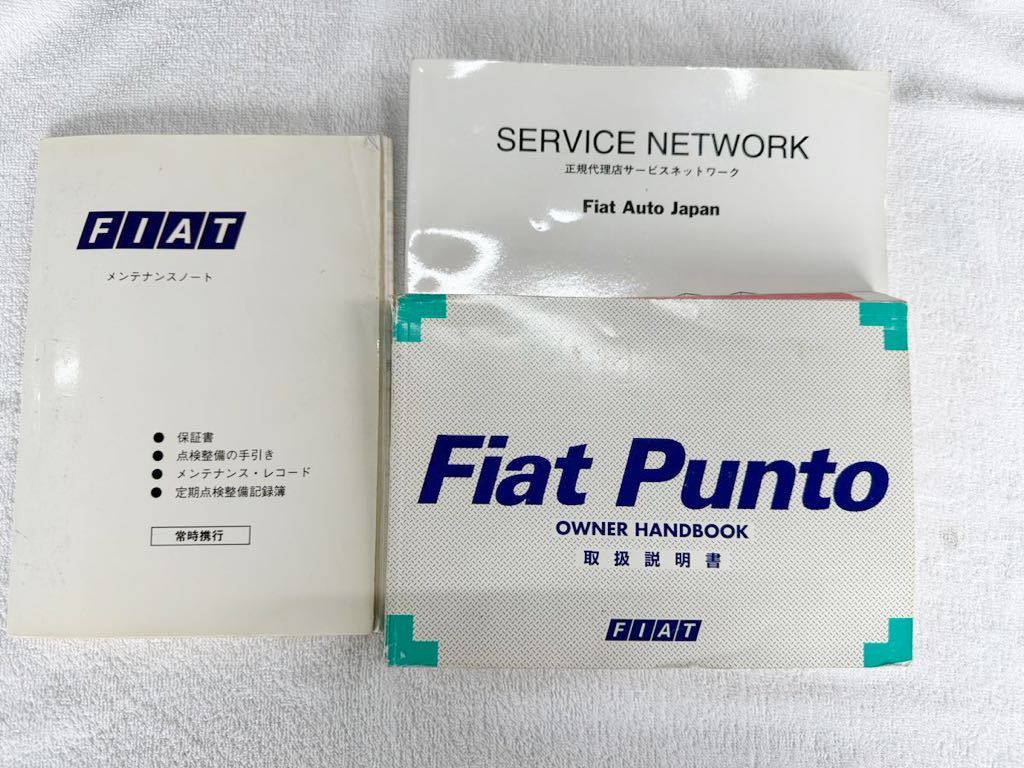 FIAT
メンテナンスノート
● 保証書
● 点検整備の手引き
● メンテナンス・レコード
● 定期点検整備記録簿
常時携行
SERVICE NETWORK
正規代理店サービスネットワーク
Fiat Auto Japan
Fiat Punto
OWNER HANDBOOK
取扱説明書
FIAT